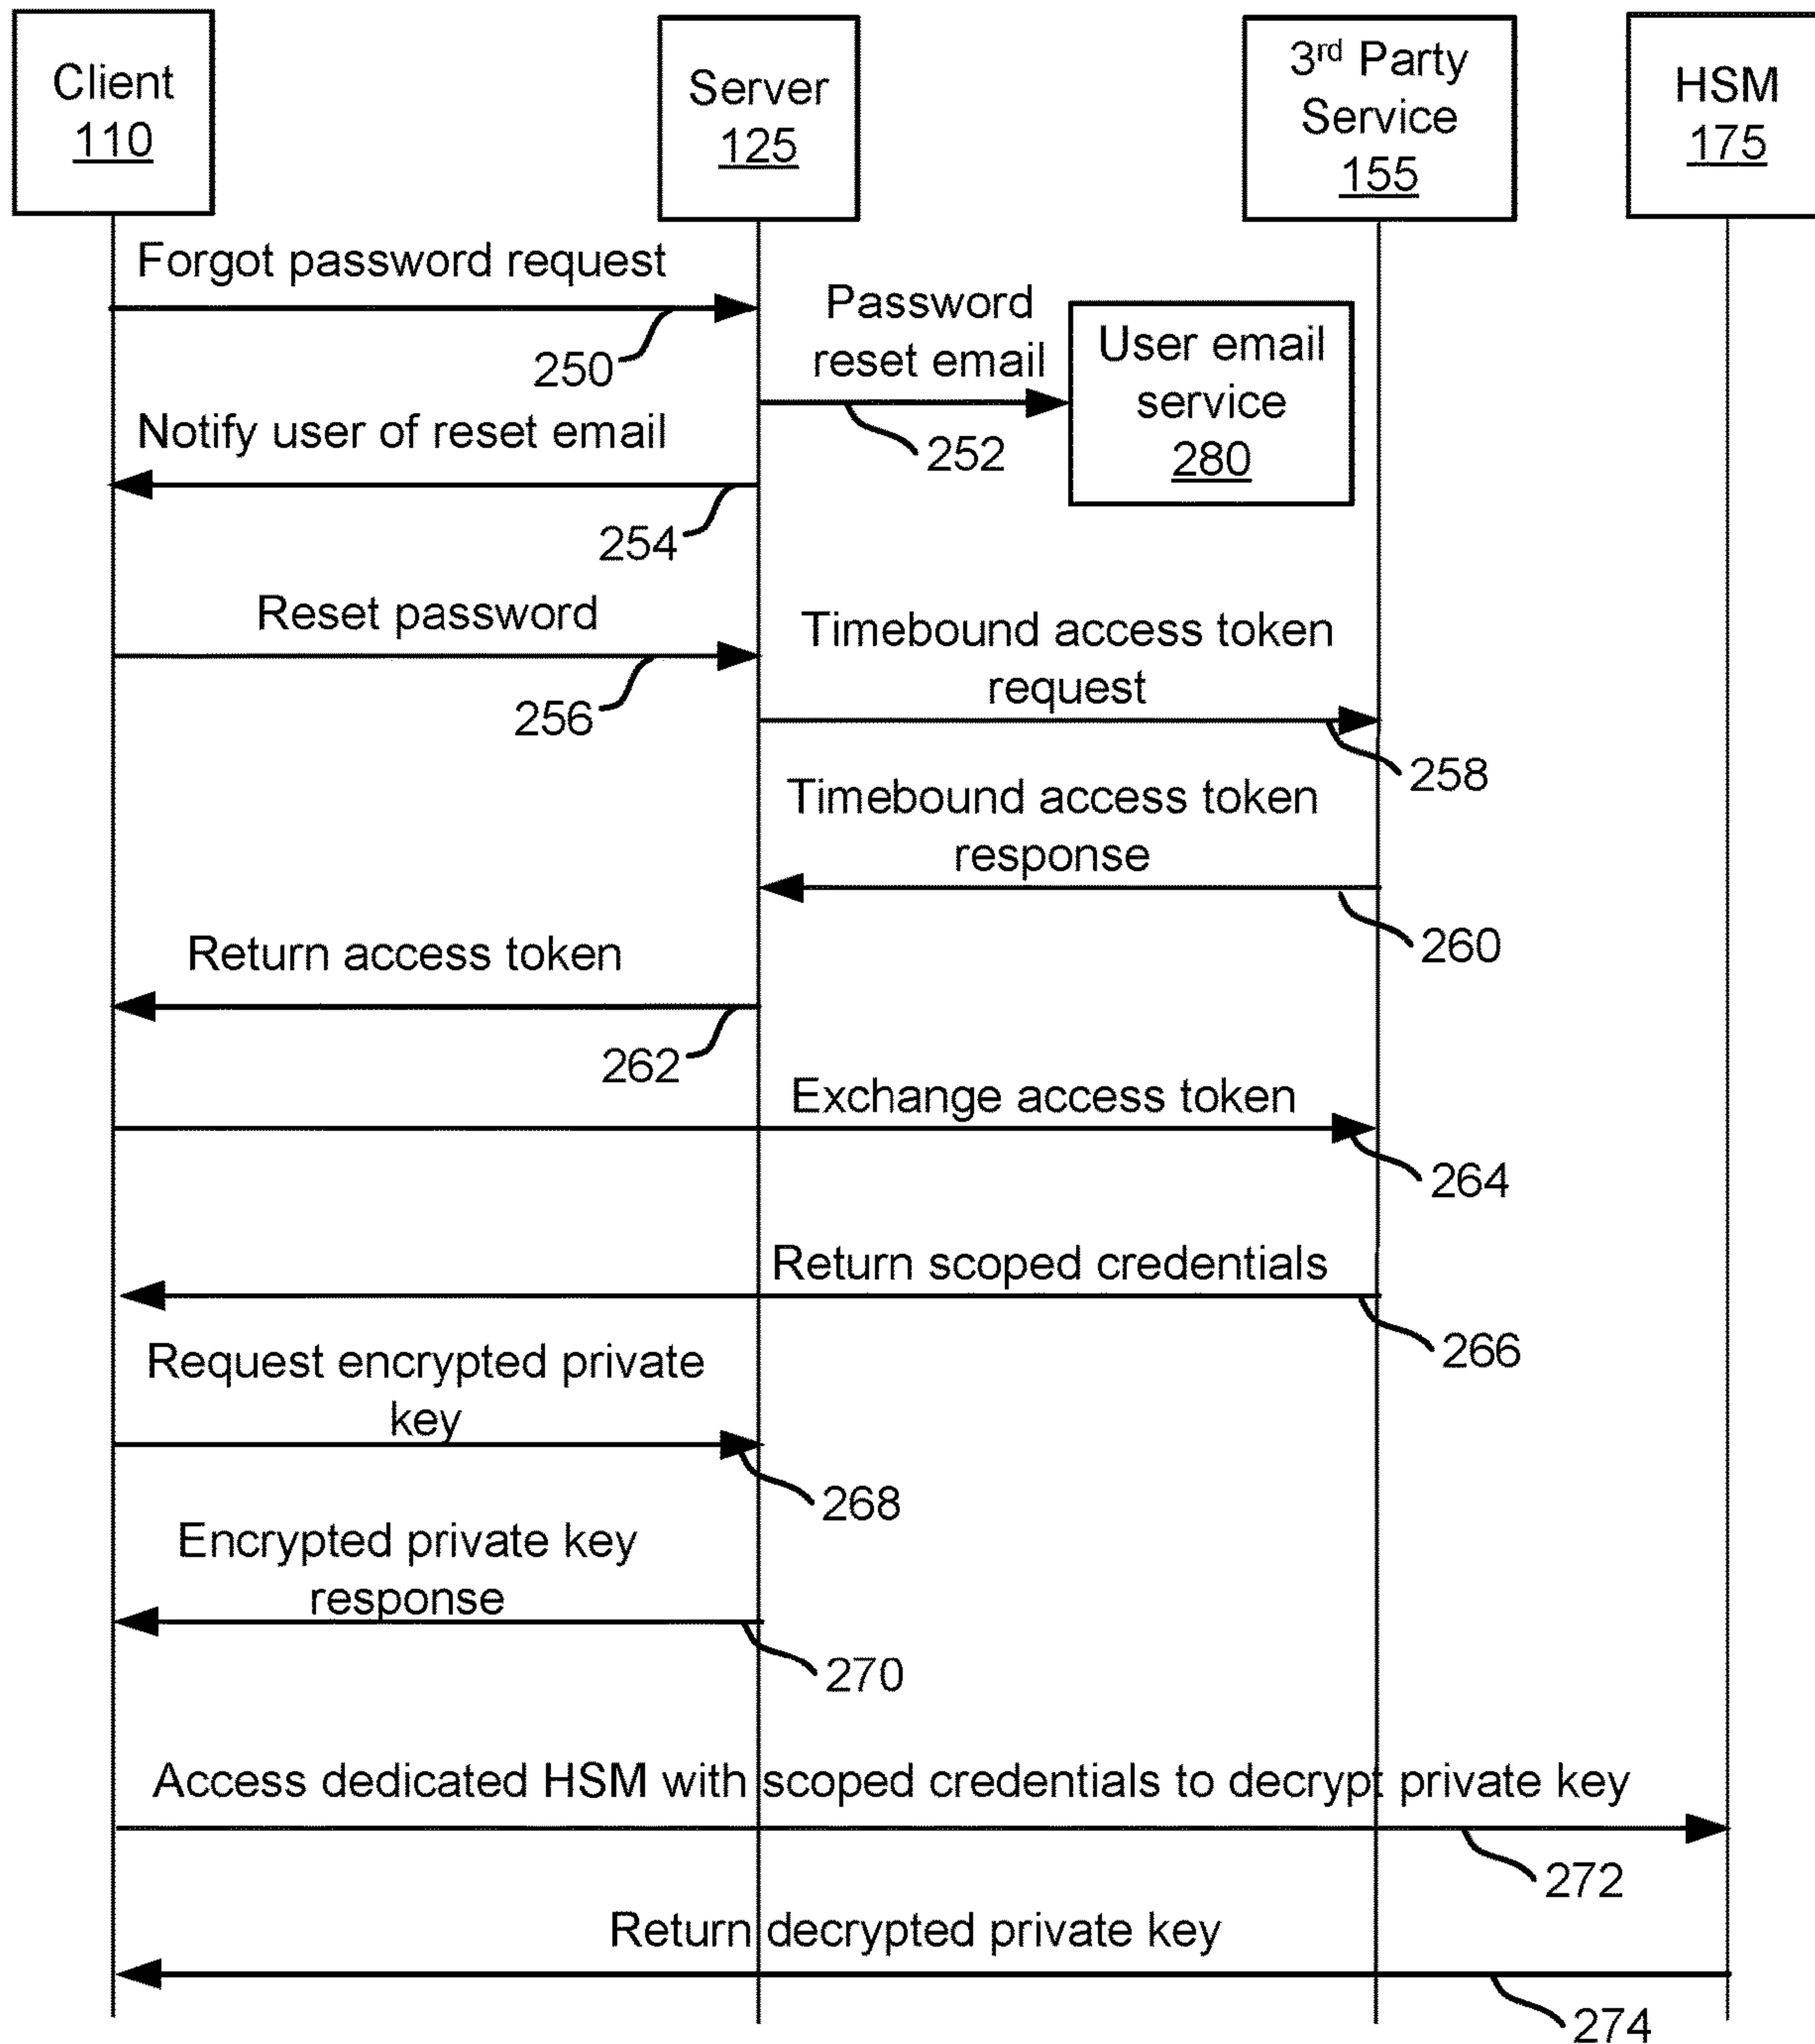 Client
110
Server
125
3rd Party
Service
155
HSM
175
Forgot password request
250
Password
reset email
252
User email
service
280
Notify user of reset email
254
Reset password
256
Timebound access token
request
258
Timebound access token
response
260
Return access token
262
Exchange access token
264
Return scoped credentials
266
Request encrypted private
key
268
Encrypted private key
response
270
Access dedicated HSM with scoped credentials to decrypt private key
272
Return decrypted private key
274